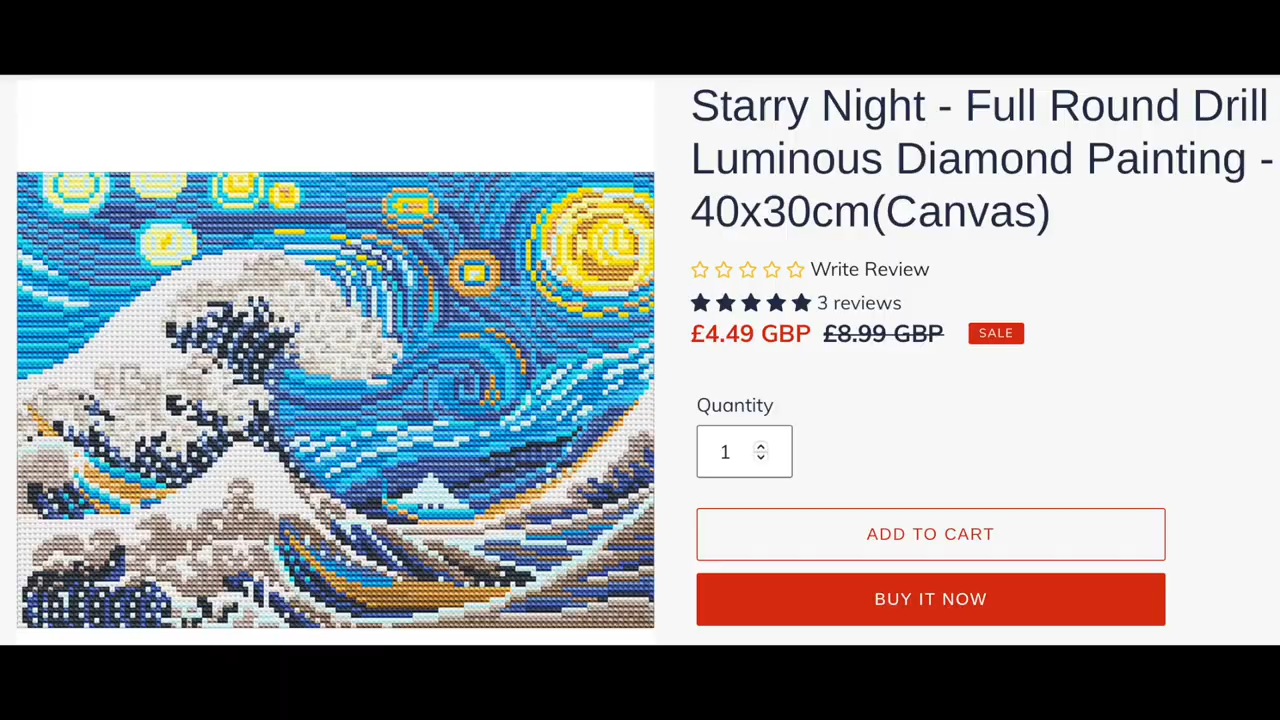 Starry Night - Full Round Drill
Luminous Diamond Painting -
40x30cm(Canvas)
Write Review
3 reviews
£4.49 GBP £8.99 GBP SALE
Quantity
1
ADD TO CART
BUY IT NOW